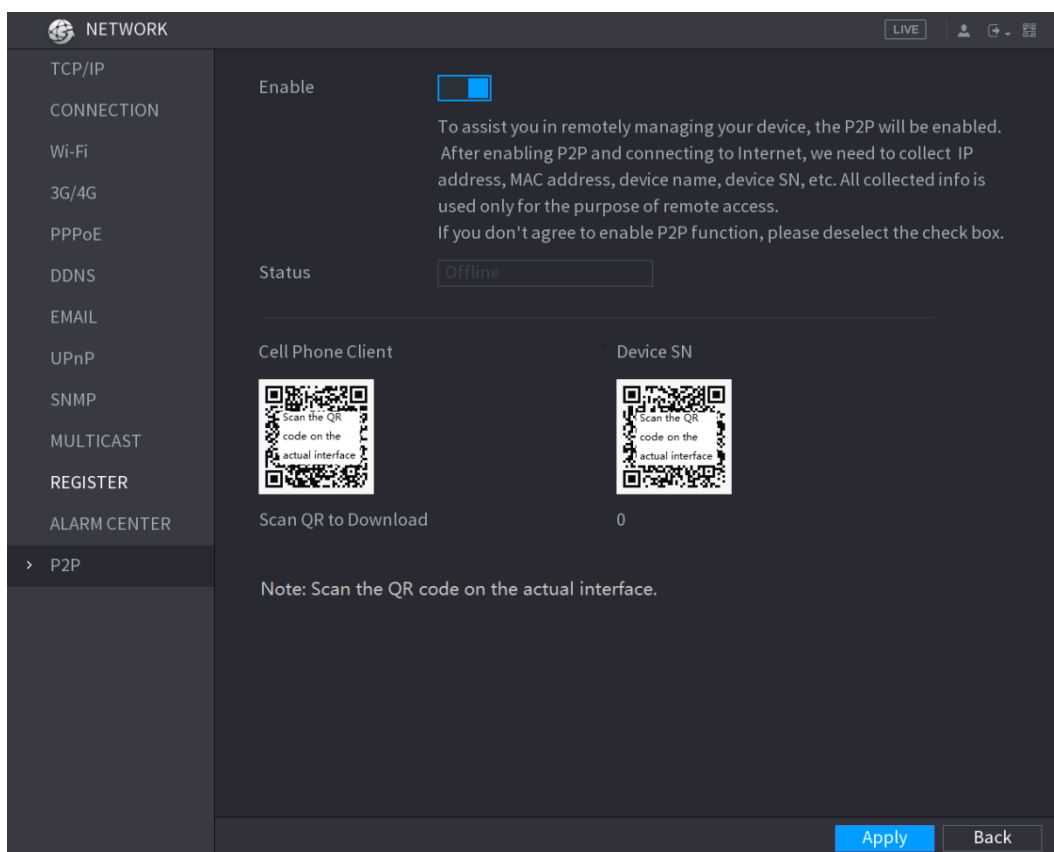 NETWORK
LIVE
TCP/IP
CONNECTION
Wi-Fi
3G/4G
PPPoE
DDNS
EMAIL
UPnP
SNMP
MULTICAST
REGISTER
ALARM CENTER
> P2P
Enable
To assist you in remotely managing your device, the P2P will be enabled.
After enabling P2P and connecting to Internet, we need to collect IP
address, MAC address, device name, device SN, etc. All collected info is
used only for the purpose of remote access.
If you don't agree to enable P2P function, please deselect the check box.
Status
Offline
Cell Phone Client
Scan the QR
code on the
actual interface
Scan QR to Download
Device SN
Scan the QR
code on the
actual interface
0
Note: Scan the QR code on the actual interface.
Apply
Back